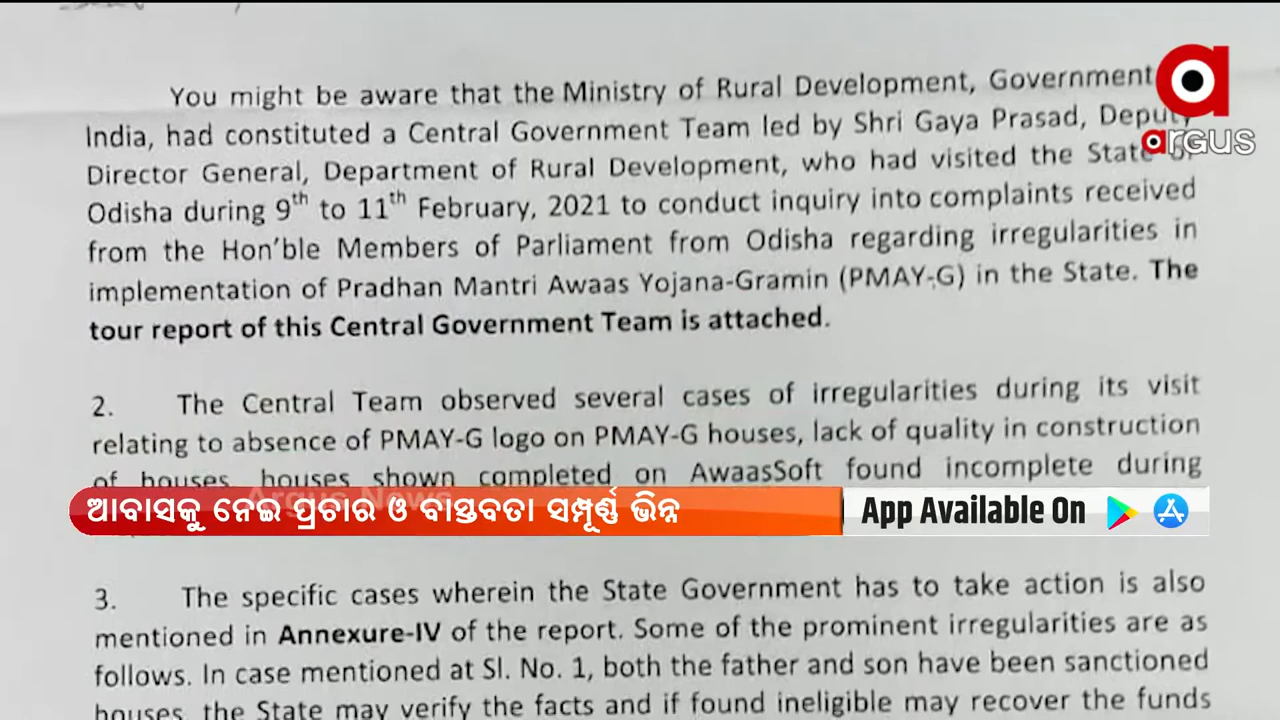 You might be aware that the Ministry of Rural Development, Government
India, had constituted a Central Government Team led by Shri Gaya Prasad, Deputy
Director General, Department of Rural Development, who had visited the State of
Odisha during 9th to 11th February, 2021 to conduct inquiry into complaints received
from the Hon'ble Members of Parliament from Odisha regarding irregularities in
implementation of Pradhan Mantri Awaas Yojana-Gramin (PMAY-G) in the State. The
tour report of this Central Government Team is attached.
argus
2. The Central Team observed several cases of irregularities during its visit
relating to absence of PMAY-G logo on PMAY-G houses, lack of quality in construction
of houses, houses shown completed on AwaasSoft found incomplete during
Argus News
ଆବାସକୁ ନେଇ ପ୍ରଚାର ଓ ବାସ୍ତବତା ସମ୍ପୂର୍ଣ୍ଣ ଭିନ୍ନ
App Available On
3. The specific cases wherein the State Government has to take action is also
mentioned in Annexure-IV of the report. Some of the prominent irregularities are as
follows. In case mentioned at Sl. No. 1, both the father and son have been sanctioned
houses, the State may verify the facts and if found ineligible may recover the funds